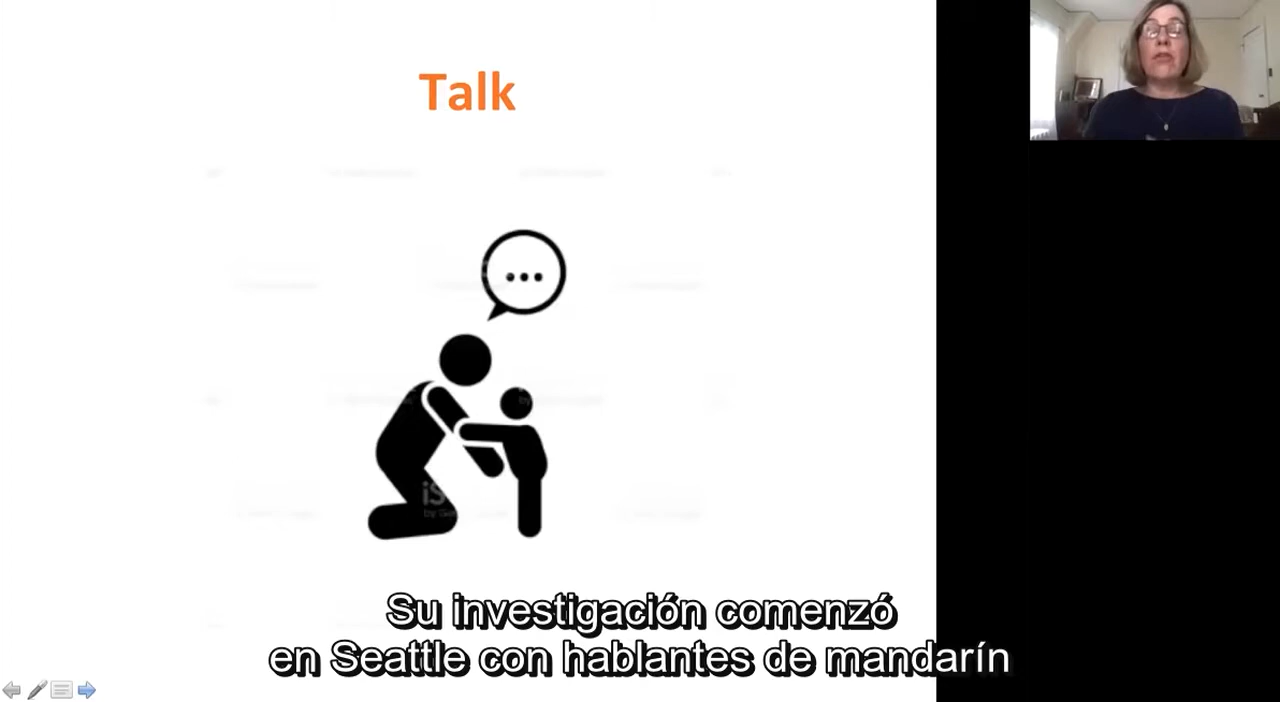 Talk
Su investigación comenzó
en Seattle con hablantes de mandarín